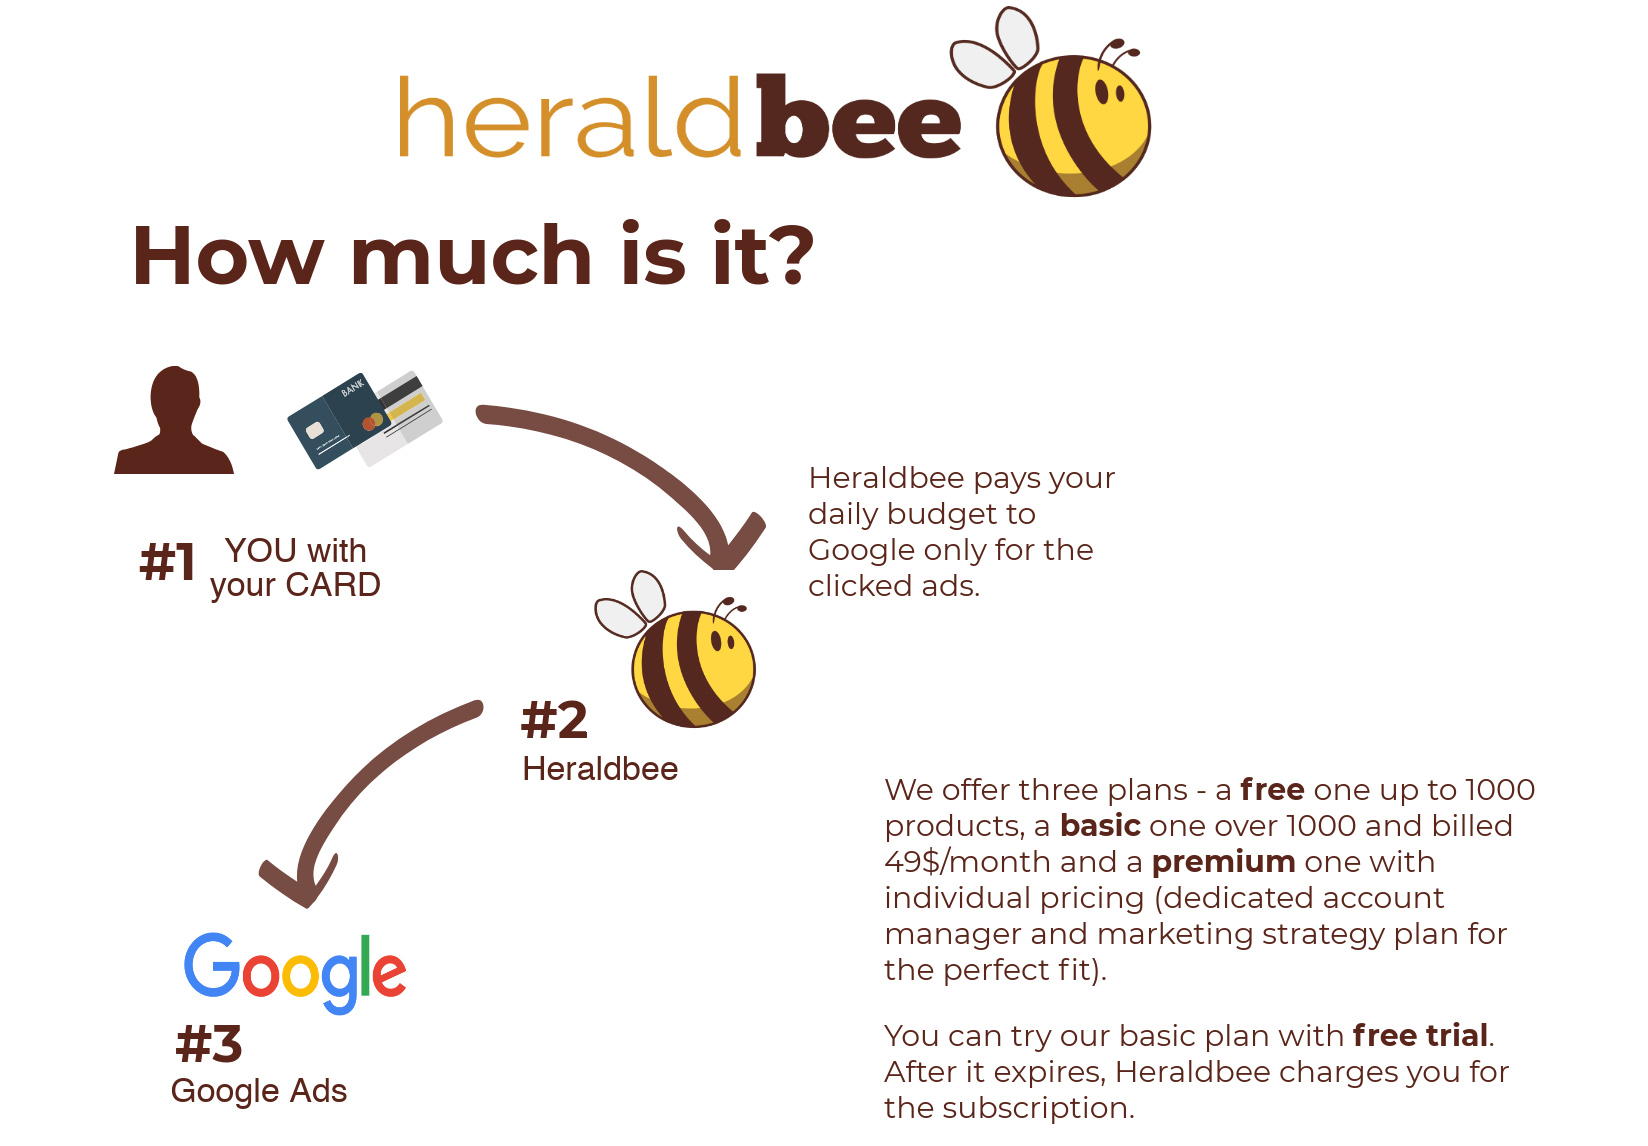 heraldbee
How much is it?
BANK
#1 YOU with
your CARD
Heraldbee pays your
daily budget to
Google only for the
clicked ads.
#2
Heraldbee
Google
#3
Google Ads
We offer three plans - a free one up to 1000
products, a basic one over 1000 and billed
49$/month and a premium one with
individual pricing (dedicated account
manager and marketing strategy plan for
the perfect fit).
You can try our basic plan with free trial.
After it expires, Heraldbee charges you for
the subscription.